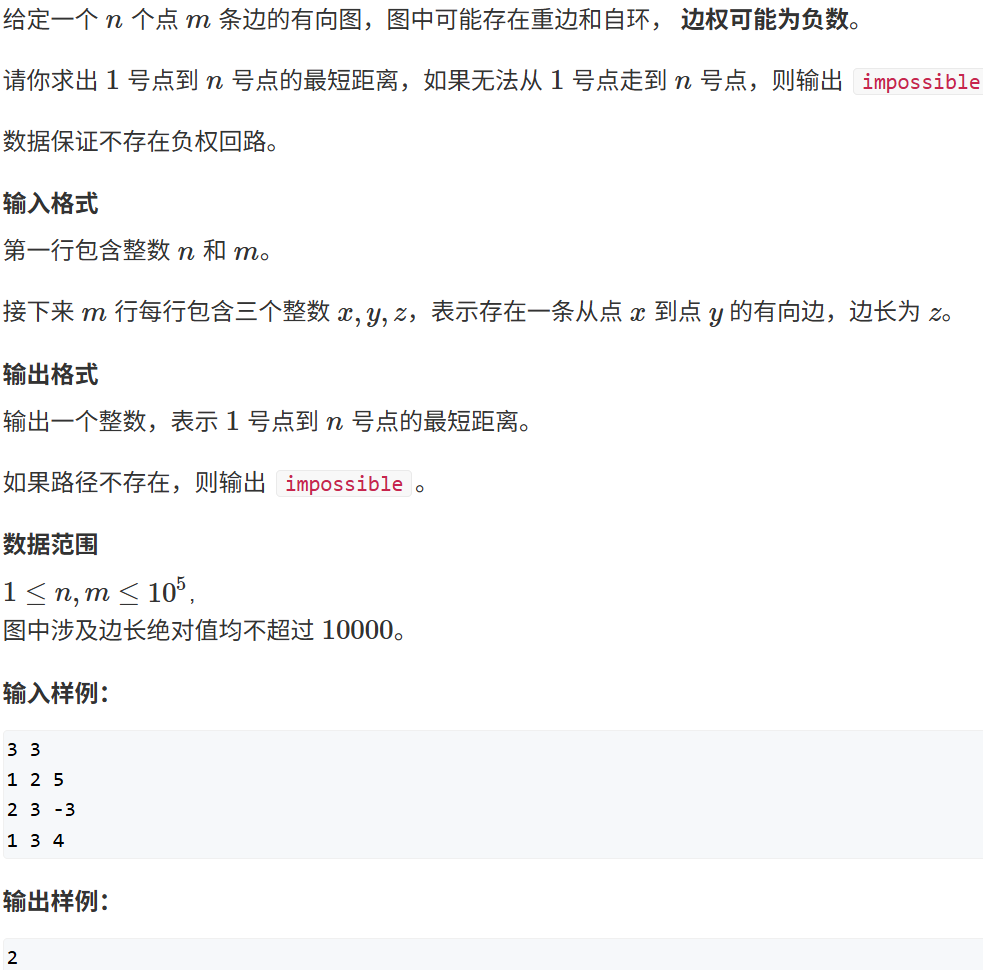 给定一个 n 个点 m 条边的有向图，图中可能存在重边和自环， 边权可能为负数。
请你求出 1 号点到 n 号点的最短距离，如果无法从 1 号点走到 n 号点，则输出 impossible
数据保证不存在负权回路。
输入格式
第一行包含整数 n 和 m。
接下来 m 行每行包含三个整数 x, y, z，表示存在一条从点 x 到点 y 的有向边，边长为 z。
输出格式
输出一个整数，表示 1 号点到 n 号点的最短距离。
如果路径不存在，则输出 impossible 。
数据范围
1 ≤ n, m ≤ 10⁵,
图中涉及边长绝对值均不超过 10000。
输入样例：
3 3
1 2 5
2 3 -3
1 3 4
输出样例：
2